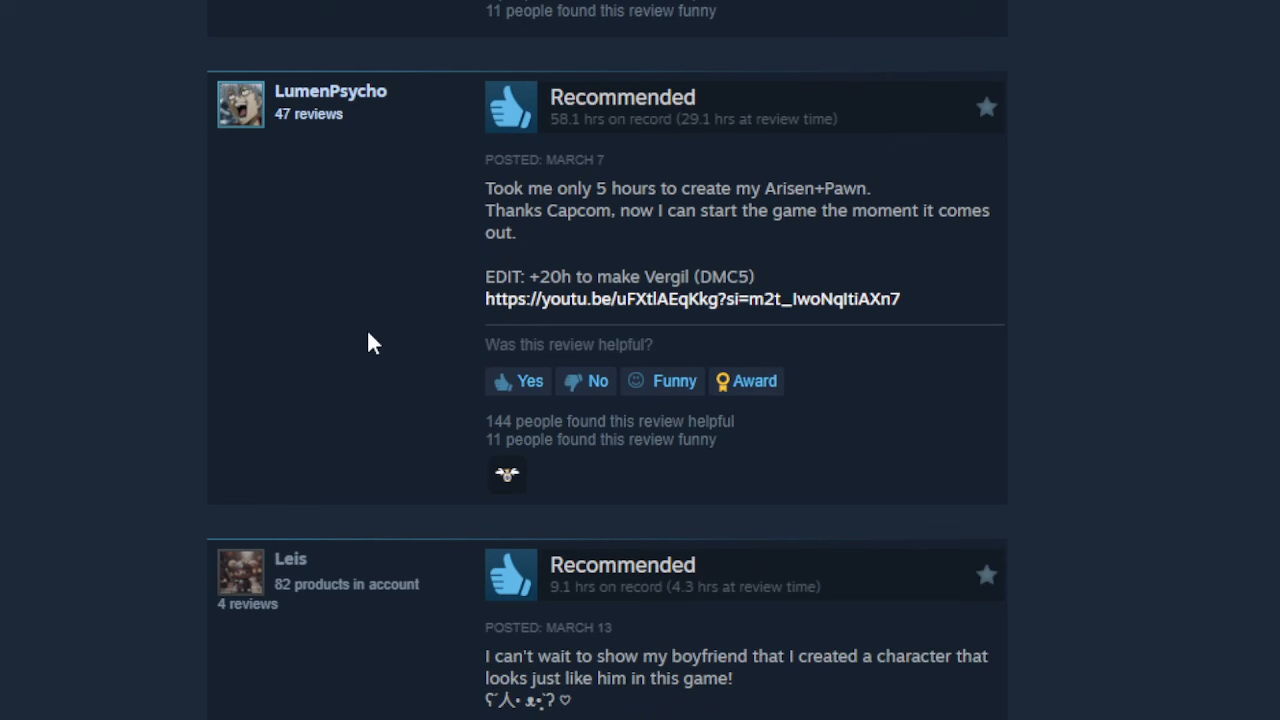 11 people found this review funny
LumenPsycho
47 reviews
Recommended
58.1 hrs on record (29.1 hrs at review time)
POSTED: MARCH 7
Took me only 5 hours to create my Arisen+Pawn.
Thanks Capcom, now I can start the game the moment it comes
out.
EDIT: +20h to make Vergil (DMC5)
https://youtu.be/uFXtlAEqKkg?si=m2t_IwoNqItiAXn7
Was this review helpful?
Yes No Funny Award
144 people found this review helpful
11 people found this review funny
Leis
82 products in account
4 reviews
Recommended
9.1 hrs on record (4.3 hrs at review time)
POSTED: MARCH 13
I can't wait to show my boyfriend that I created a character that
looks just like him in this game!
ʕ´人• ᴥ•̥`ʔ ♡